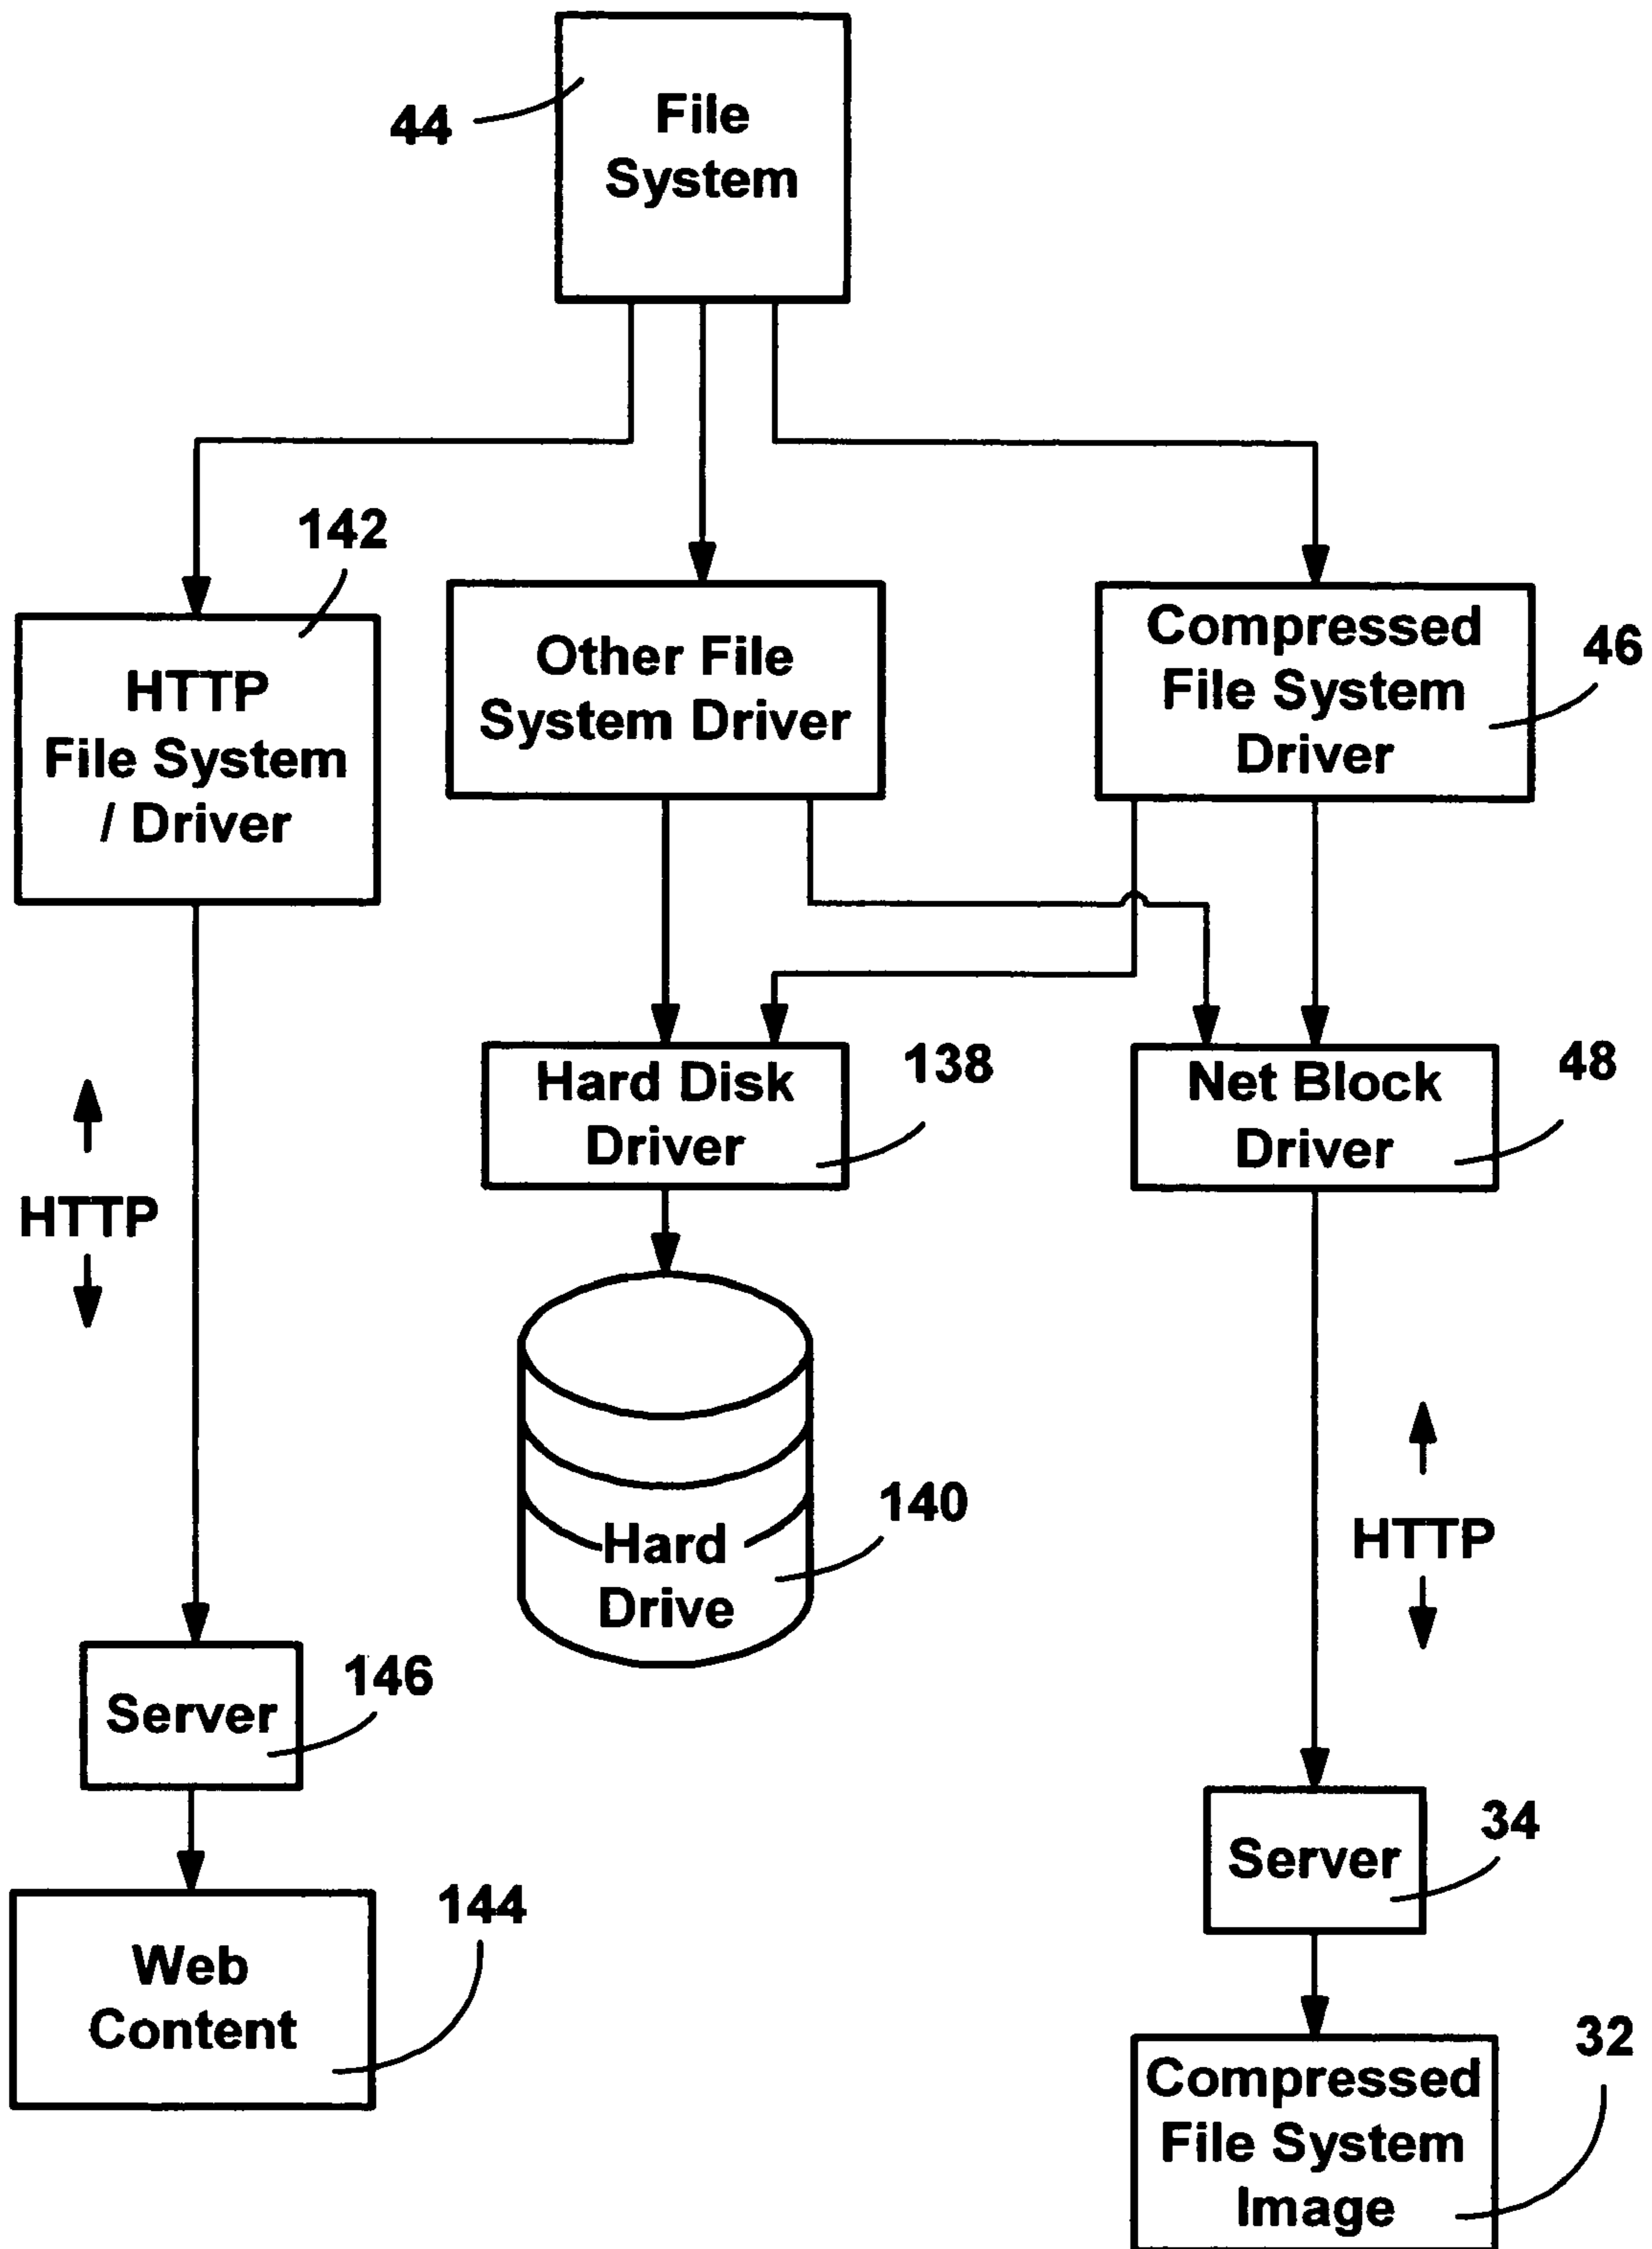 44
File
System
142
HTTP
File System
/ Driver
Other File
System Driver
Compressed
File System
Driver
46
HTTP
Hard Disk
Driver
138
Net Block
Driver
48
Hard
Drive
140
HTTP
Server
146
Server
34
Web
Content
144
Compressed
File System
Image
32